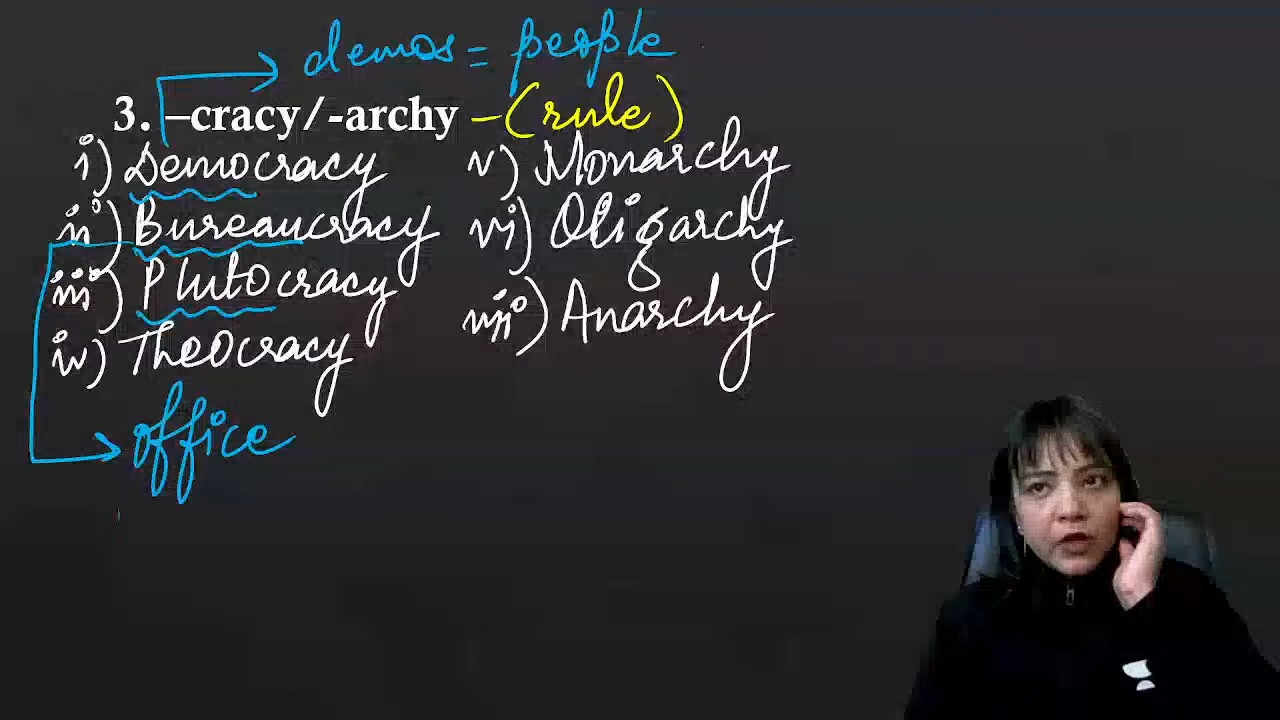 demos = people
3. –cracy/-archy – (rule)
i) Democracy
ii) Bureaucracy
iii) Plutocracy
iv) Theocracy
office
v) Monarchy
vi) Oligarchy
vii) Anarchy